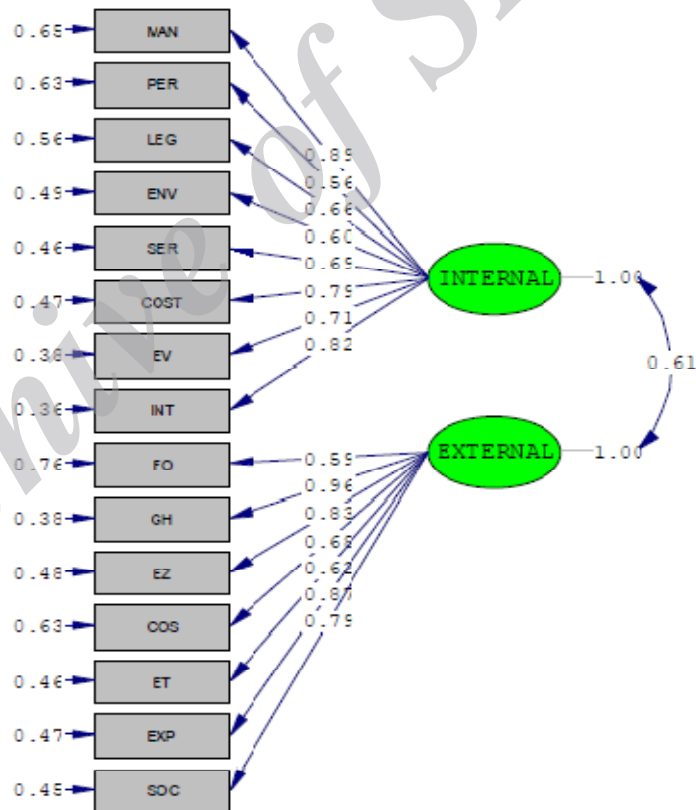 0.65 MAN
0.63 PER
0.56 LEG
0.49 ENV
0.46 SER
0.47 COST
EV
0.36 INT
0.76 FO
0.38 GH
0.48 EZ
0.63 COS
0.46 ET
0.47 EXP
0.45 SOC
0.89
0.56
0.66
0.60
0.69
0.79
0.71
0.82
0.59
0.96
0.83
0.68
0.62
0.87
0.79
INTERNAL 1.00
0.61
EXTERNAL 1.00
hive of S